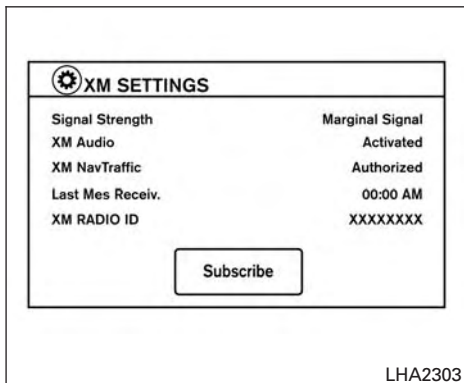 XM SETTINGS
Signal Strength Marginal Signal
XM Audio Activated
XM NavTraffic Authorized
Last Mes Receiv. 00:00 AM
XM RADIO ID XXXXXXXX
Subscribe
LHA2303